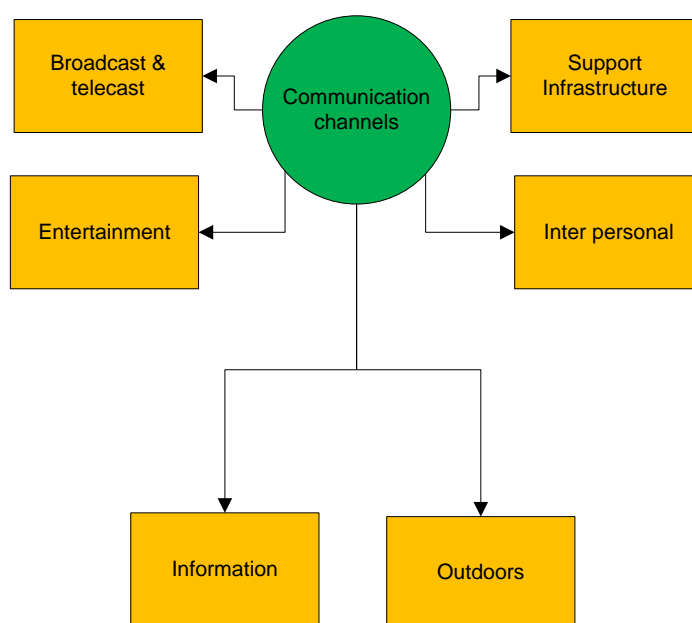 Broadcast &
telecast
Communication
channels
Support
Infrastructure
Entertainment
Inter personal
Information
Outdoors